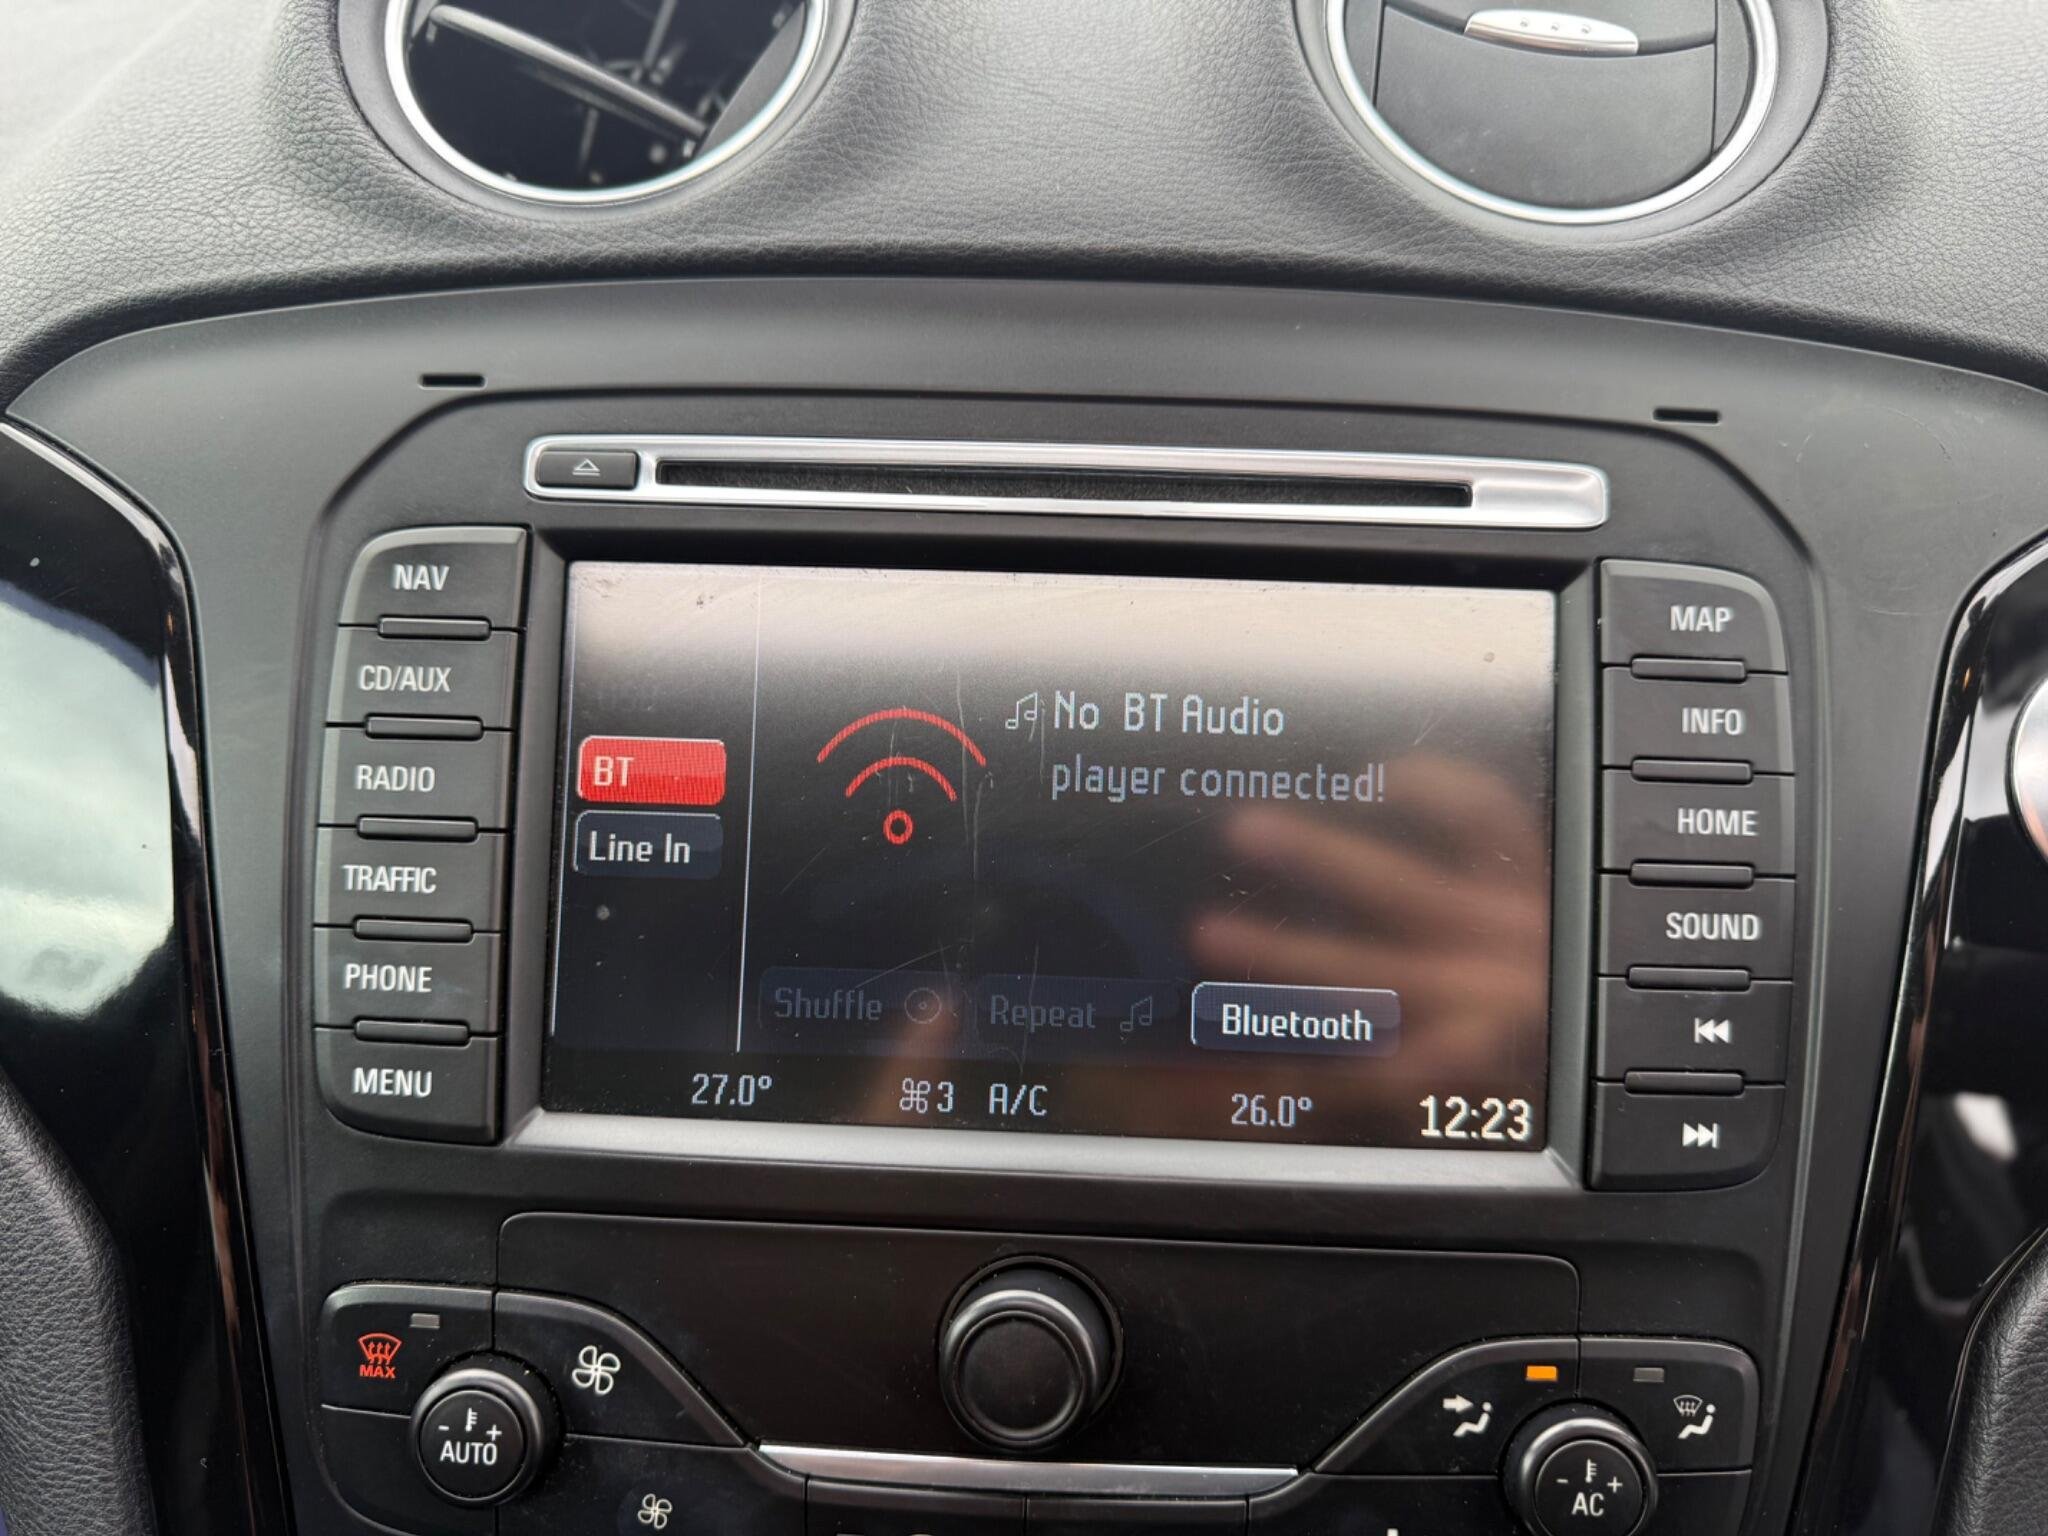 NAV
CD/AUX
RADIO
TRAFFIC
PHONE
MENU
BT
Line In
No BT Audio
player connected!
Shuffle
Repeat
Bluetooth
27.0°
3 A/C
26.0°
12:23
MAP
INFO
HOME
SOUND
MAX
- +
AUTO
- +
AC